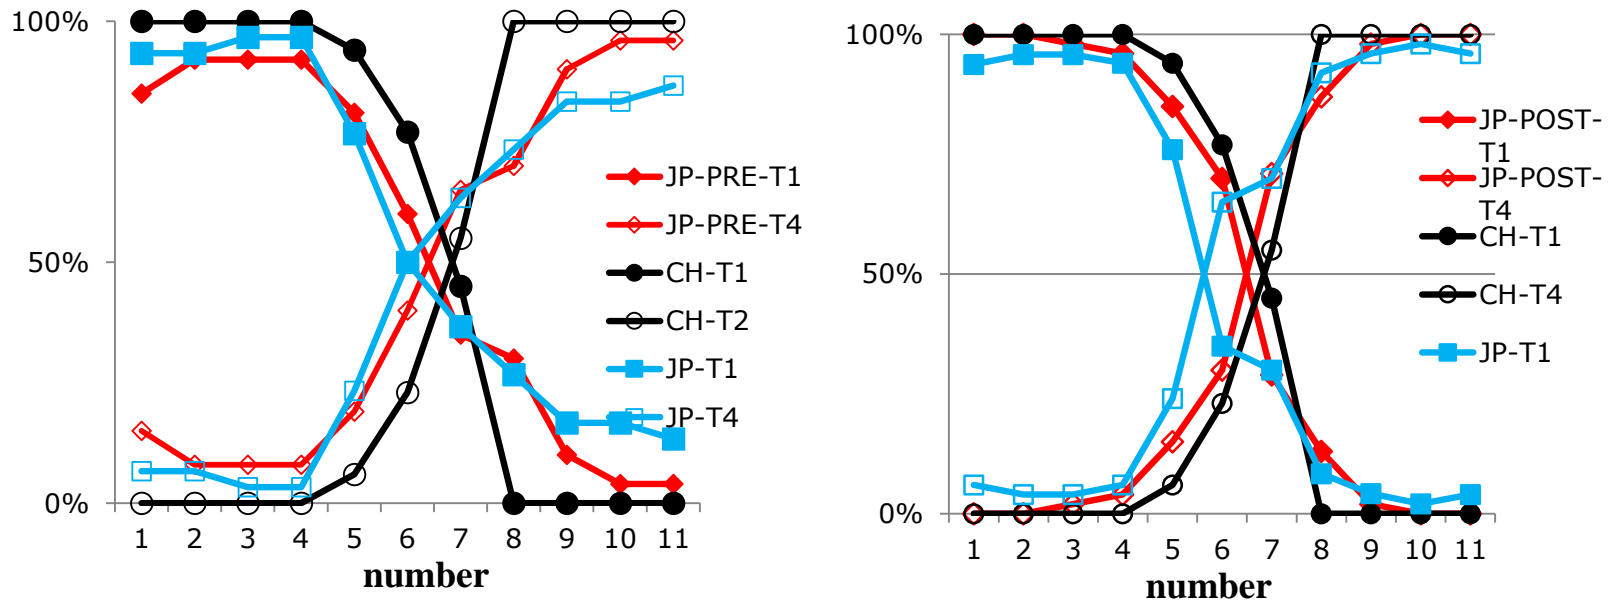 100%
50%
0%
1 2 3 4 5 6 7 8 9 10 11
number
JP-PRE-T1
JP-PRE-T4
CH-T1
CH-T2
JP-T1
JP-T4
100%
50%
0%
1 2 3 4 5 6 7 8 9 10 11
number
JP-POST-
T1
JP-POST-
T4
CH-T1
CH-T4
JP-T1